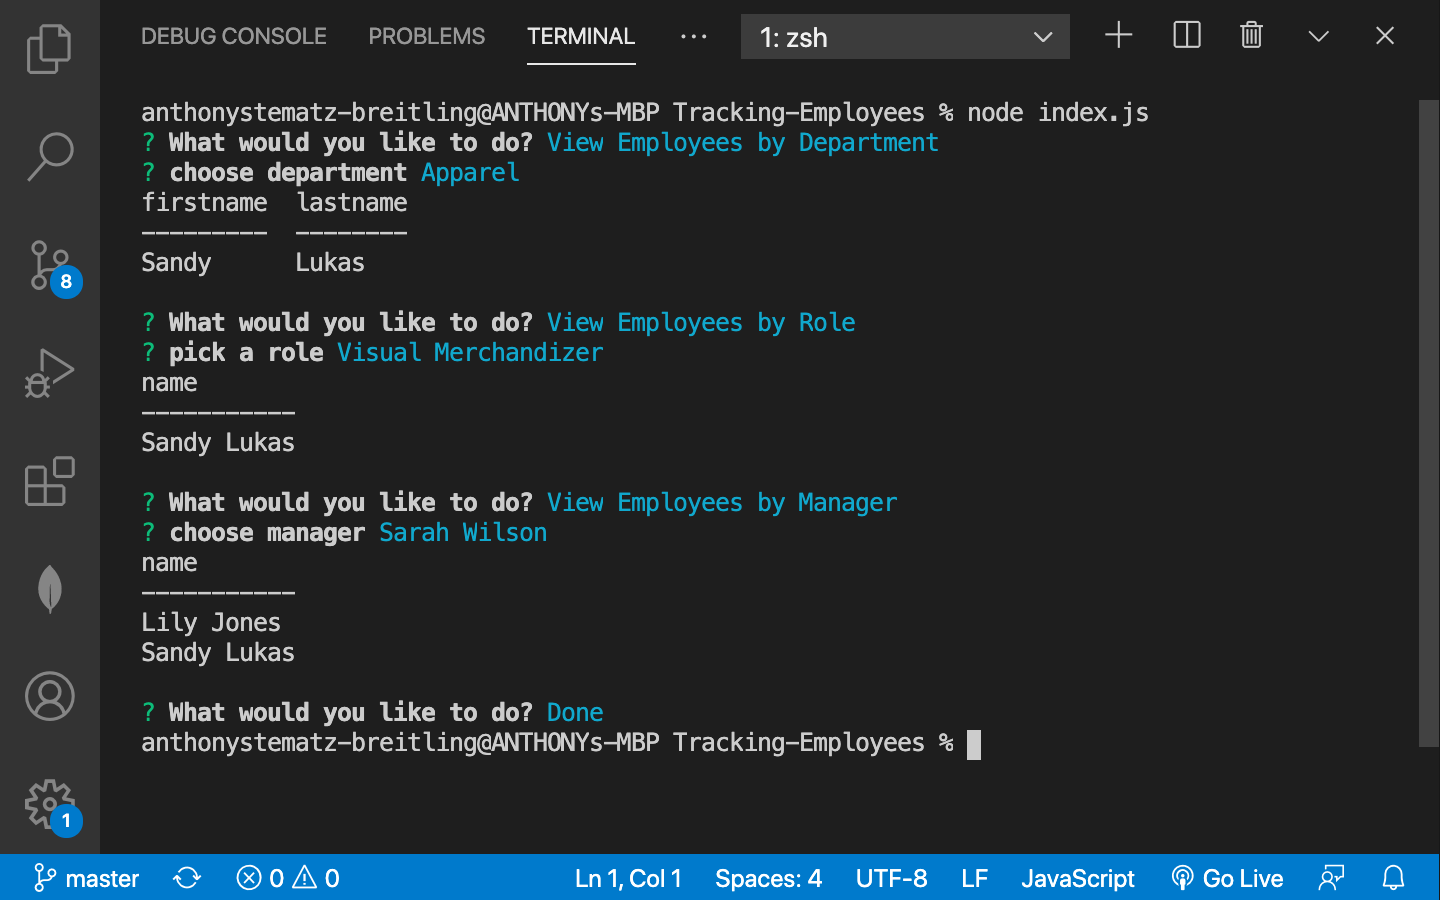 DEBUG CONSOLE PROBLEMS TERMINAL ··· 1: zsh
anthonystematz-breitling@ANTHONYs-MBP Tracking-Employees % node index.js
? What would you like to do? View Employees by Department
? choose department Apparel
firstname  lastname
---------  --------
Sandy      Lukas
? What would you like to do? View Employees by Role
? pick a role Visual Merchandizer
name
-----------
Sandy Lukas
? What would you like to do? View Employees by Manager
? choose manager Sarah Wilson
name
-----------
Lily Jones
Sandy Lukas
? What would you like to do? Done
anthonystematz-breitling@ANTHONYs-MBP Tracking-Employees %
8
1
master 0 0 Ln 1, Col 1 Spaces: 4 UTF-8 LF JavaScript Go Live